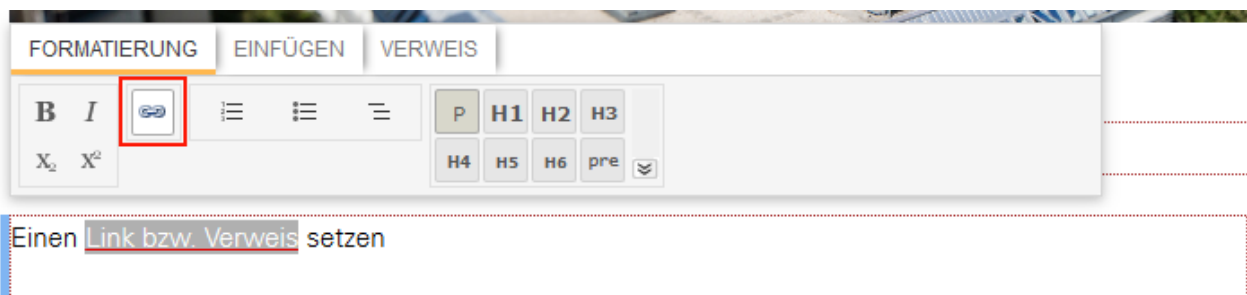 FORMATIERUNG EINFÜGEN VERWEIS
B I P H1 H2 H3
X₂ X² H4 H5 H6 pre
Einen Link bzw. Verweis setzen